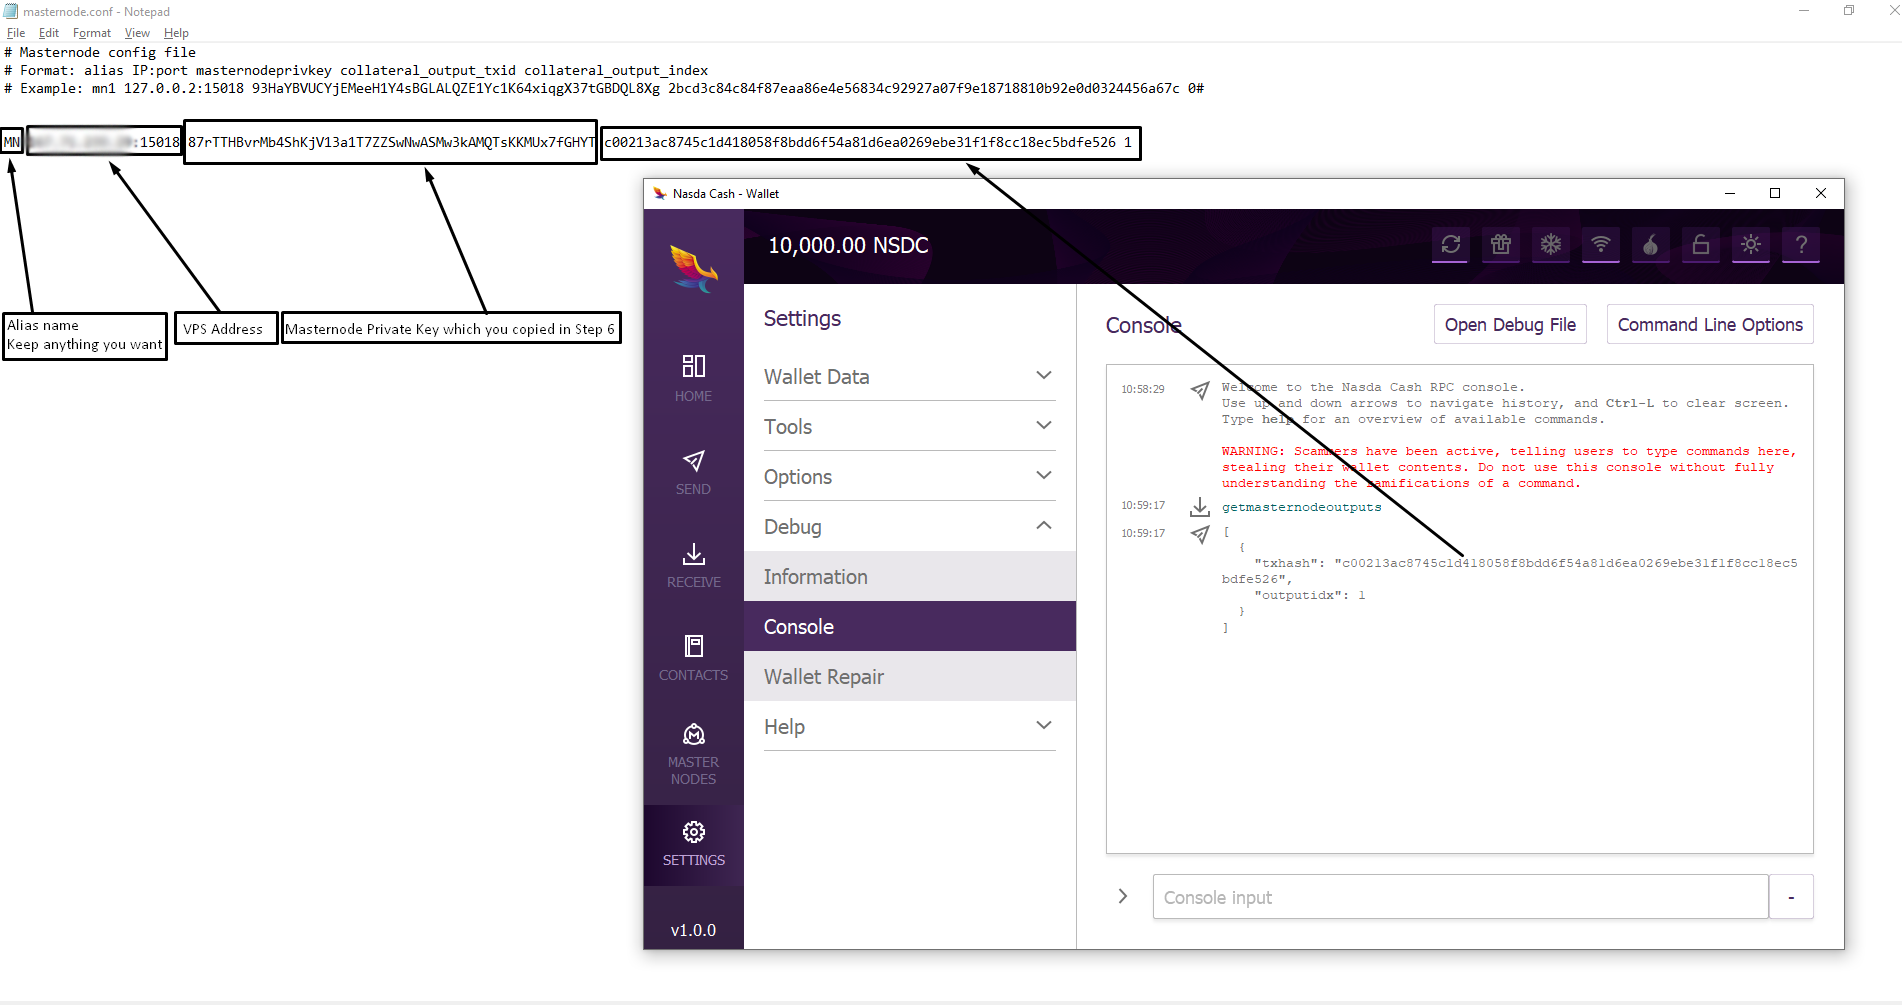 masternode.conf - Notepad
File Edit Format View Help
# Masternode config file
# Format: alias IP:port masternodeprivkey collateral_output_txid collateral_output_index
# Example: mn1 127.0.0.2:15018 93HaYBVUCYjEMeeH1Y4sBGLALQZE1Yc1K64xiqgX37tGBDQL8Xg 2bcd3c84c84f87eaa86e4e56834c92927a07f9e18718810b92e0d0324456a67c 0#
MN :15018 87rTTHBvrMb4ShKjV13a1T7ZZSwNwASMw3kAMQTsKKMUx7fGHYT c00213ac8745c1d418058f8bdd6f54a81d6ea0269ebe31f1f8cc18ec5bdfe526 1
Alias name
Keep anything you want
VPS Address
Masternode Private Key which you copied in Step 6
Nasda Cash - Wallet
10,000.00 NSDC
HOME
SEND
RECEIVE
CONTACTS
MASTER
NODES
SETTINGS
v1.0.0
Settings
Wallet Data
Tools
Options
Debug
Information
Console
Wallet Repair
Help
Console
Open Debug File
Command Line Options
10:58:29 Welcome to the Nasda Cash RPC console.
Use up and down arrows to navigate history, and Ctrl-L to clear screen.
Type help for an overview of available commands.
WARNING: Scammers have been active, telling users to type commands here,
stealing their wallet contents. Do not use this console without fully
understanding the ramifications of a command.
10:59:17 getmasternodeoutputs
10:59:17 [
{
"txhash": "c00213ac8745c1d418058f8bdd6f54a81d6ea0269ebe31f1f8cc18ec5
bdfe526",
"outputidx": 1
}
]
Console input
-